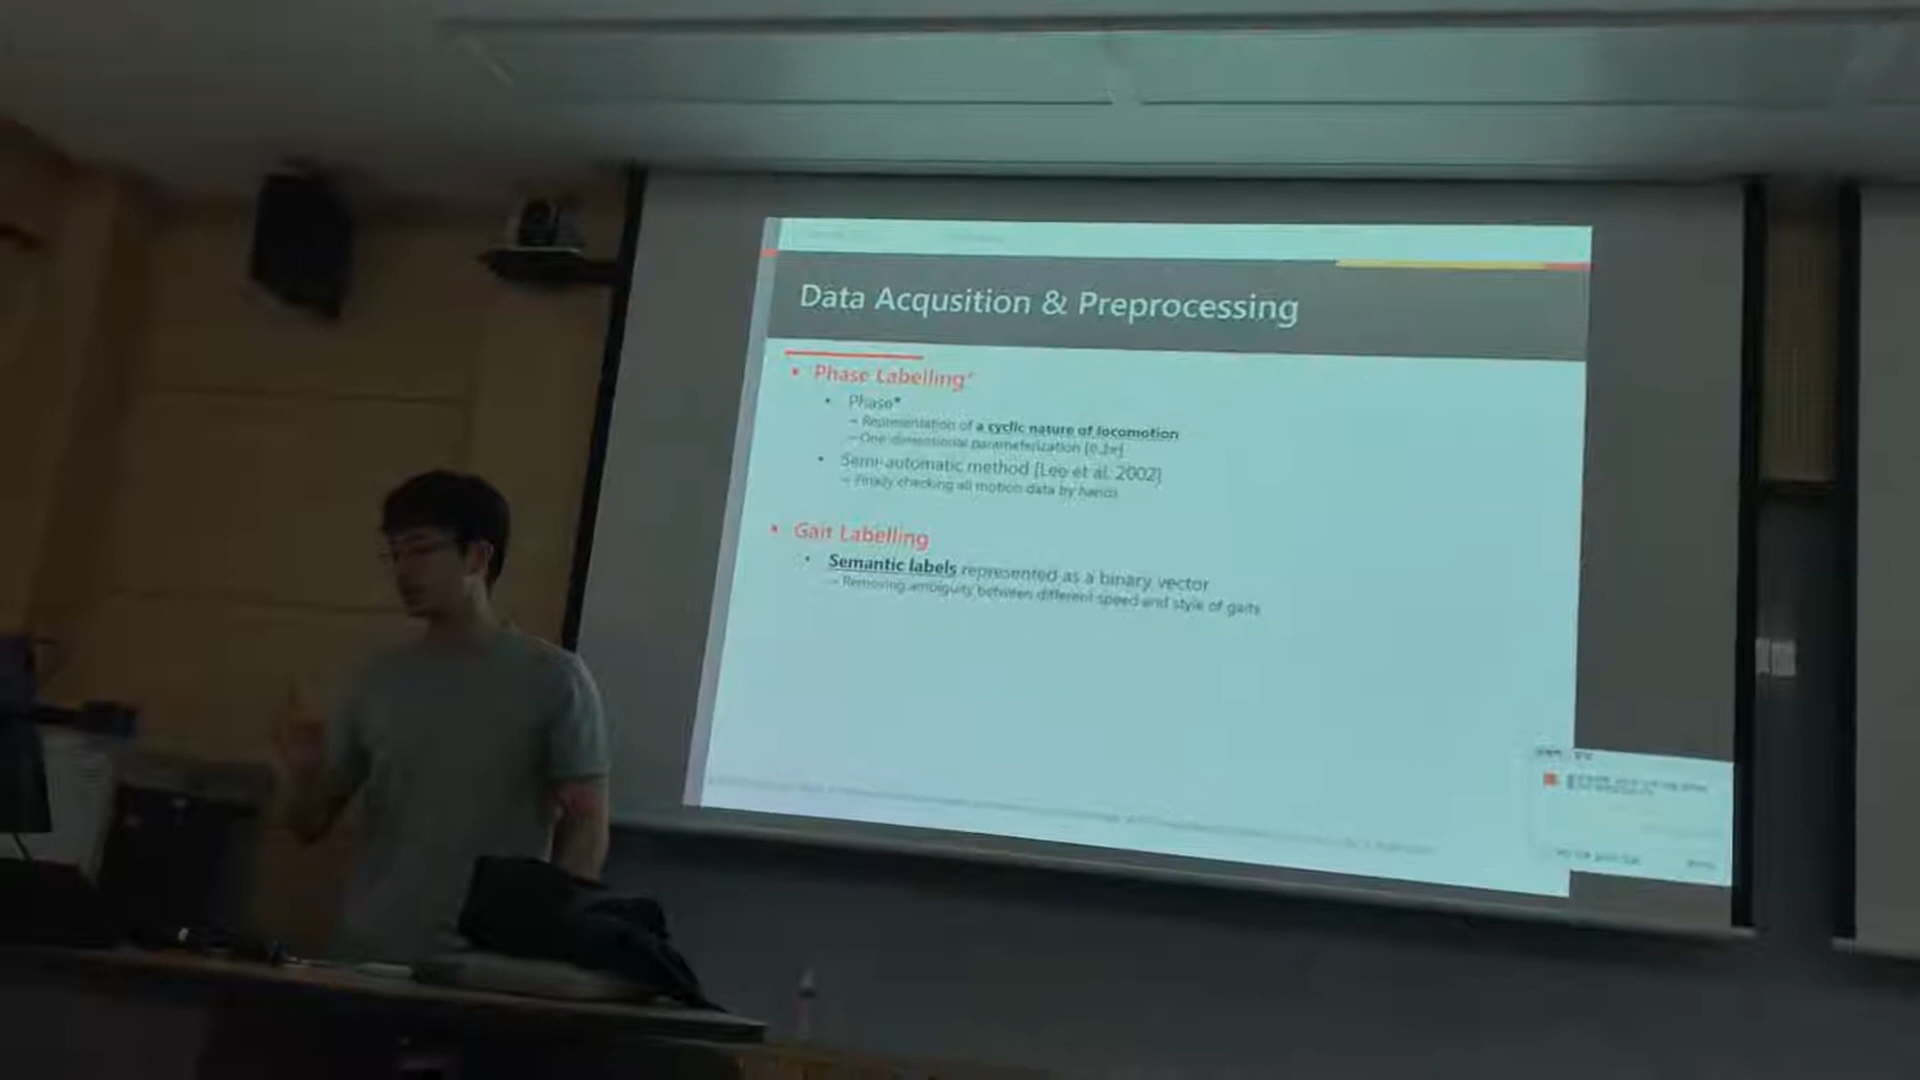 Data Acqusition & Preprocessing
• Phase Labelling*
• Phase*
– Representation of a cyclic nature of locomotion
– One-dimentional parameterization [0,2π]
• Semi-automatic method [Lee et al. 2002]
– Finally checking all motion data by hands
• Gait Labelling
• Semantic labels represented as a binary vector
– Removing ambiguity between different speed and style of gaits